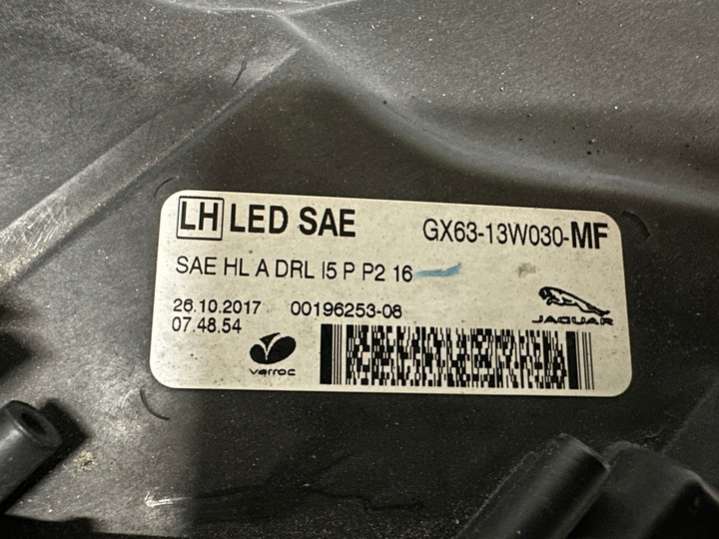 LH LED SAE GX63-13W030-MF
SAE HL A DRL I5 P P2 16
26.10.2017 00196253-08
07.48.54
varroc
JAGUAR